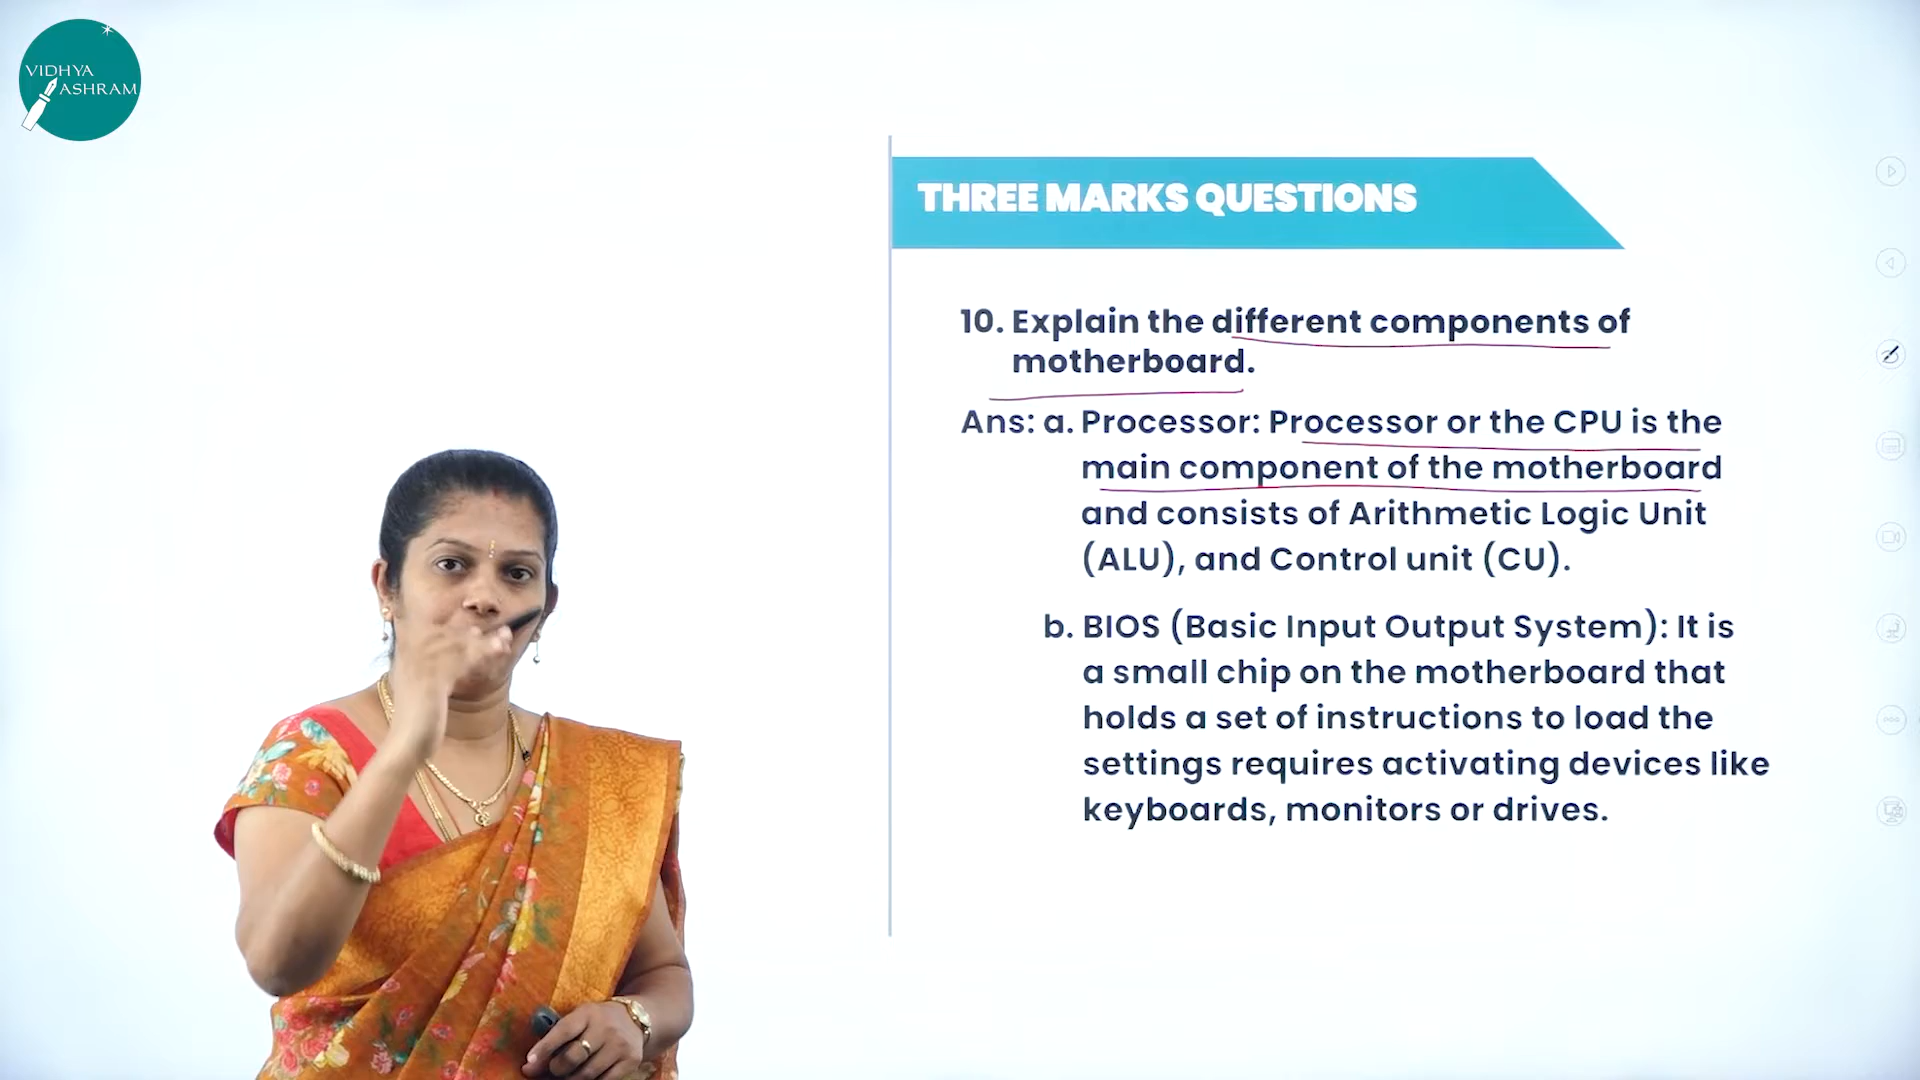 VIDHYA
ASHRAM
THREE MARKS QUESTIONS
10. Explain the different components of
motherboard.
Ans: a. Processor: Processor or the CPU is the
main component of the motherboard
and consists of Arithmetic Logic Unit
(ALU), and Control unit (CU).
b. BIOS (Basic Input Output System): It is
a small chip on the motherboard that
holds a set of instructions to load the
settings requires activating devices like
keyboards, monitors or drives.